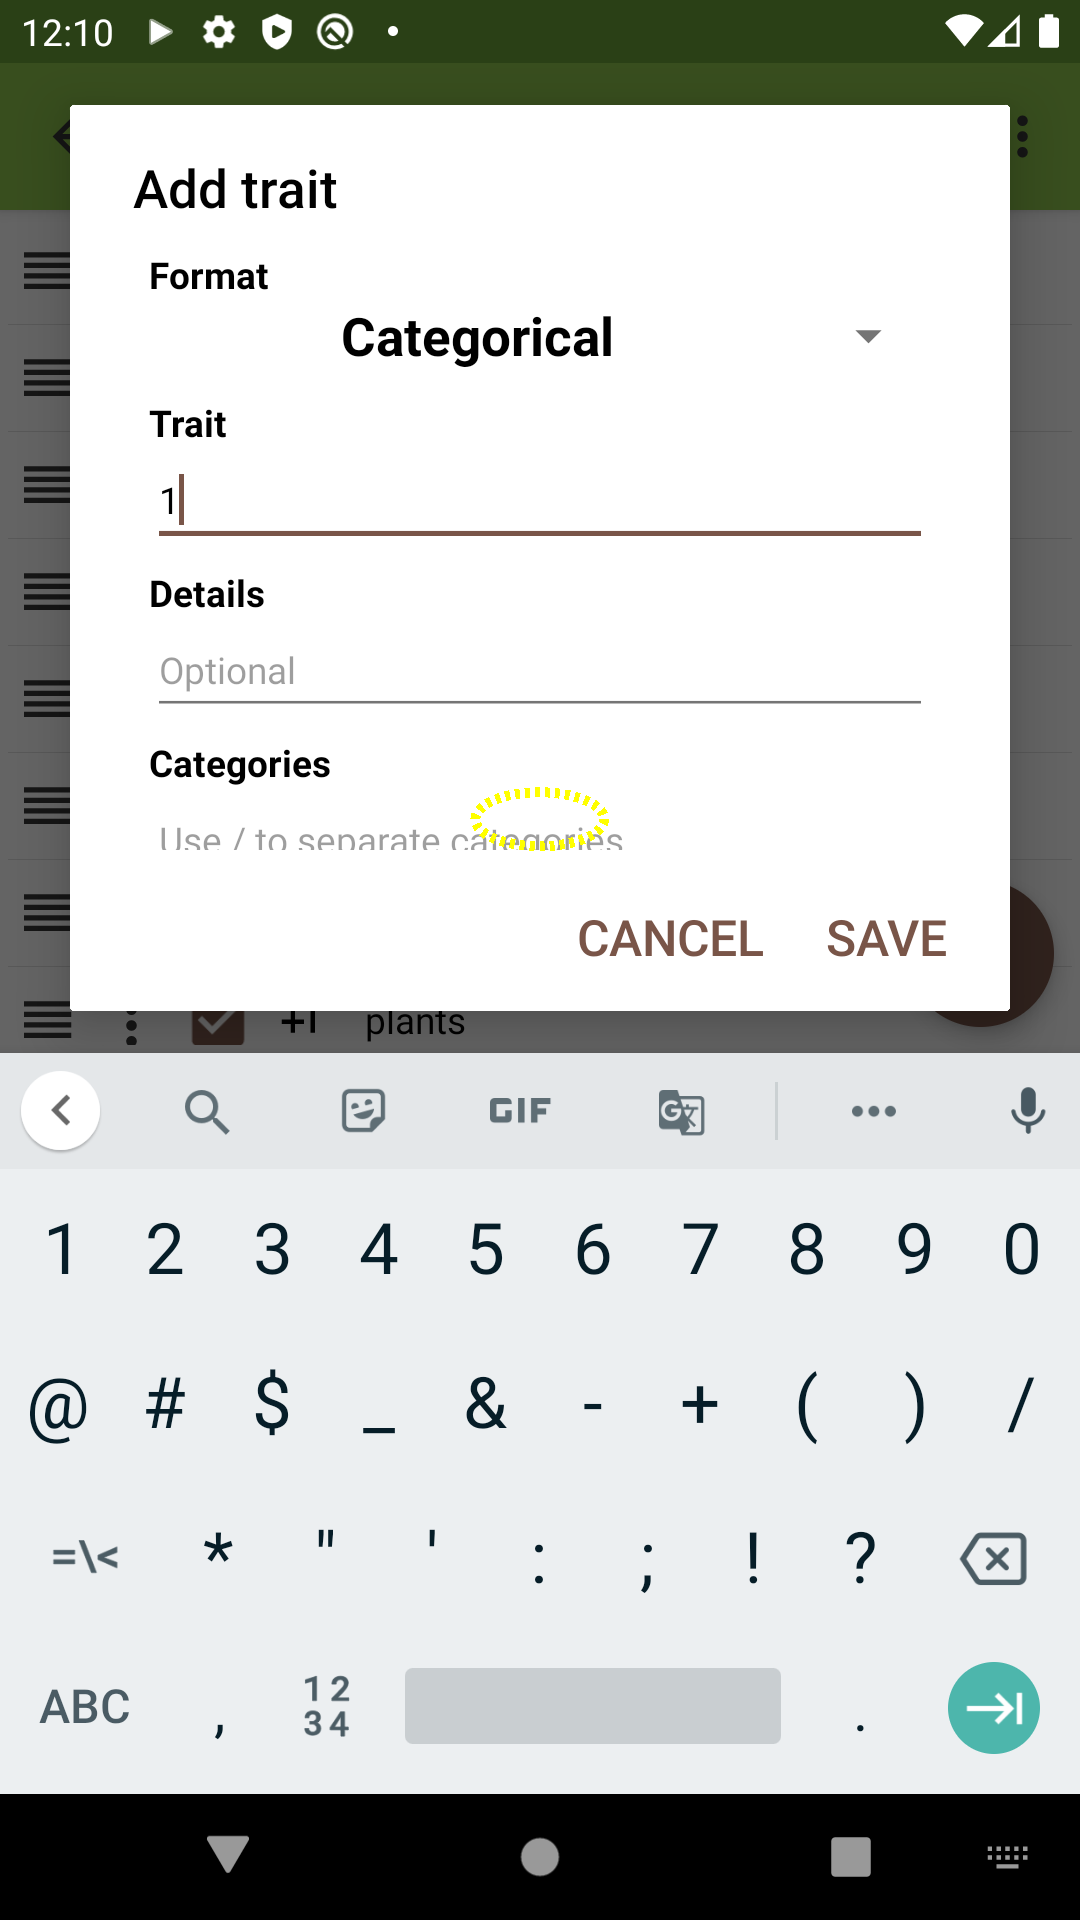 12:10
Add trait
Format
Categorical
Trait
1
Details
Optional
Categories
Use / to separate categories
CANCEL SAVE
+1 plants
GIF
1 2 3 4 5 6 7 8 9 0
@ # $ _ & - + ( ) /
=\< * " ' : ; ! ?
ABC , 12 34 .